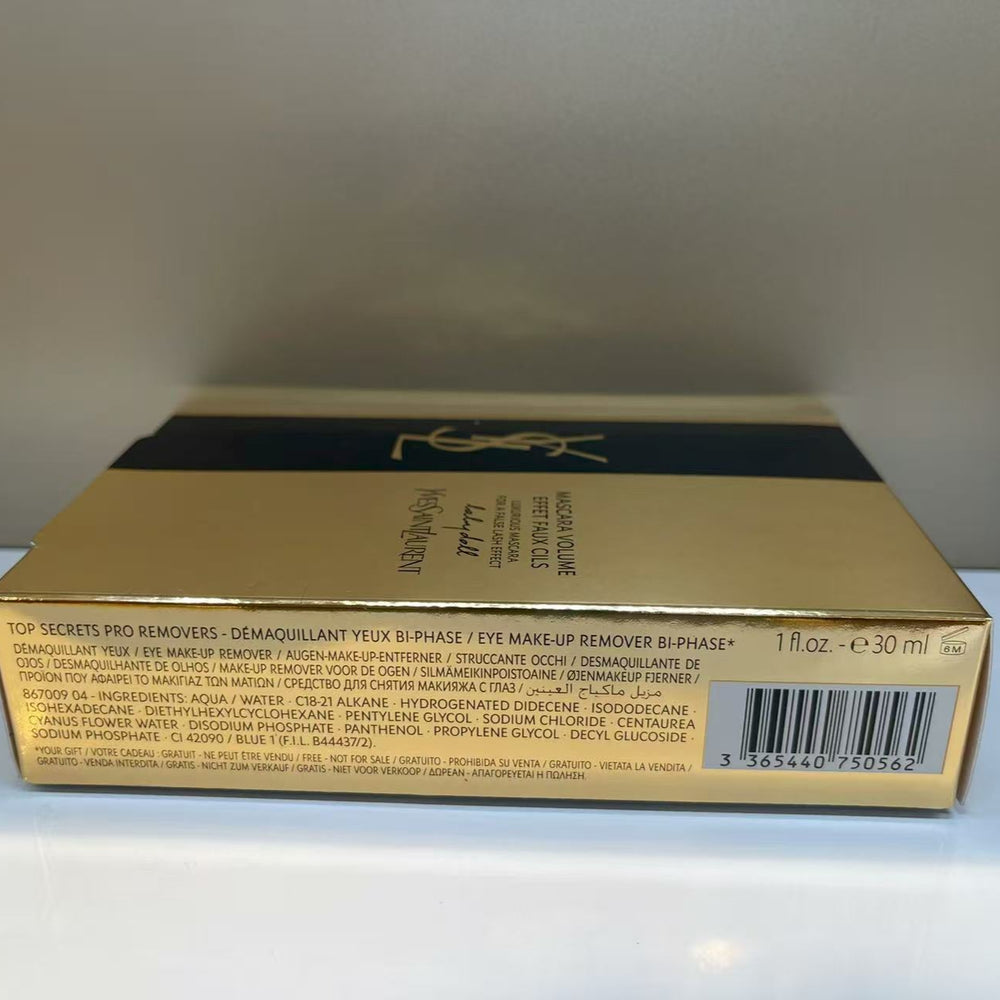 YSL
MASCARA VOLUME
EFFET FAUX CILS
LUXURIOUS MASCARA
FOR A FALSE LASH EFFECT
babydoll
YVES SAINT LAURENT
TOP SECRETS PRO REMOVERS - DÉMAQUILLANT YEUX BI-PHASE / EYE MAKE-UP REMOVER BI-PHASE*
1 fl.oz. - e 30 ml
6M
DÉMAQUILLANT YEUX / EYE MAKE-UP REMOVER / AUGEN-MAKE-UP-ENTFERNER / STRUCCANTE OCCHI / DESMAQUILLANTE DE
OJOS / DESMAQUILHANTE DE OLHOS / MAKE-UP REMOVER VOOR DE OGEN / SILMÄMEIKINPOISTOAINE / ØJENMAKEUP FJERNER /
ΠΡΟΪΟΝ ΠΟΥ ΑΦΑΙΡΕΙ ΤΟ ΜΑΚΙΓΙΑΖ ΤΩΝ ΜΑΤΙΩΝ / СРЕДСТВО ДЛЯ СНЯТИЯ МАКИЯЖА С ГЛАЗ / مزيل ماكياج العينين
867009 04 - INGREDIENTS: AQUA / WATER · C18-21 ALKANE · HYDROGENATED DIDECENE · ISODODECANE ·
ISOHEXADECANE · DIETHYLHEXYLCYCLOHEXANE · PENTYLENE GLYCOL · SODIUM CHLORIDE · CENTAUREA
CYANUS FLOWER WATER · DISODIUM PHOSPHATE · PANTHENOL · PROPYLENE GLYCOL · DECYL GLUCOSIDE ·
SODIUM PHOSPHATE · CI 42090 / BLUE 1 (F.I.L. B44437/2).
*YOUR GIFT / VOTRE CADEAU : GRATUIT - NE PEUT ÊTRE VENDU / FREE - NOT FOR SALE / GRATUITO - PROHIBIDA SU VENTA / GRATUITO - VIETATA LA VENDITA /
GRATUITO - VENDA INTERDITA / GRATIS - NICHT ZUM VERKAUF / GRATIS - NIET VOOR VERKOOP / ΔΩΡΕΑΝ - ΑΠΑΓΟΡΕΥΕΤΑΙ Η ΠΩΛΗΣΗ.
3 365440 750562